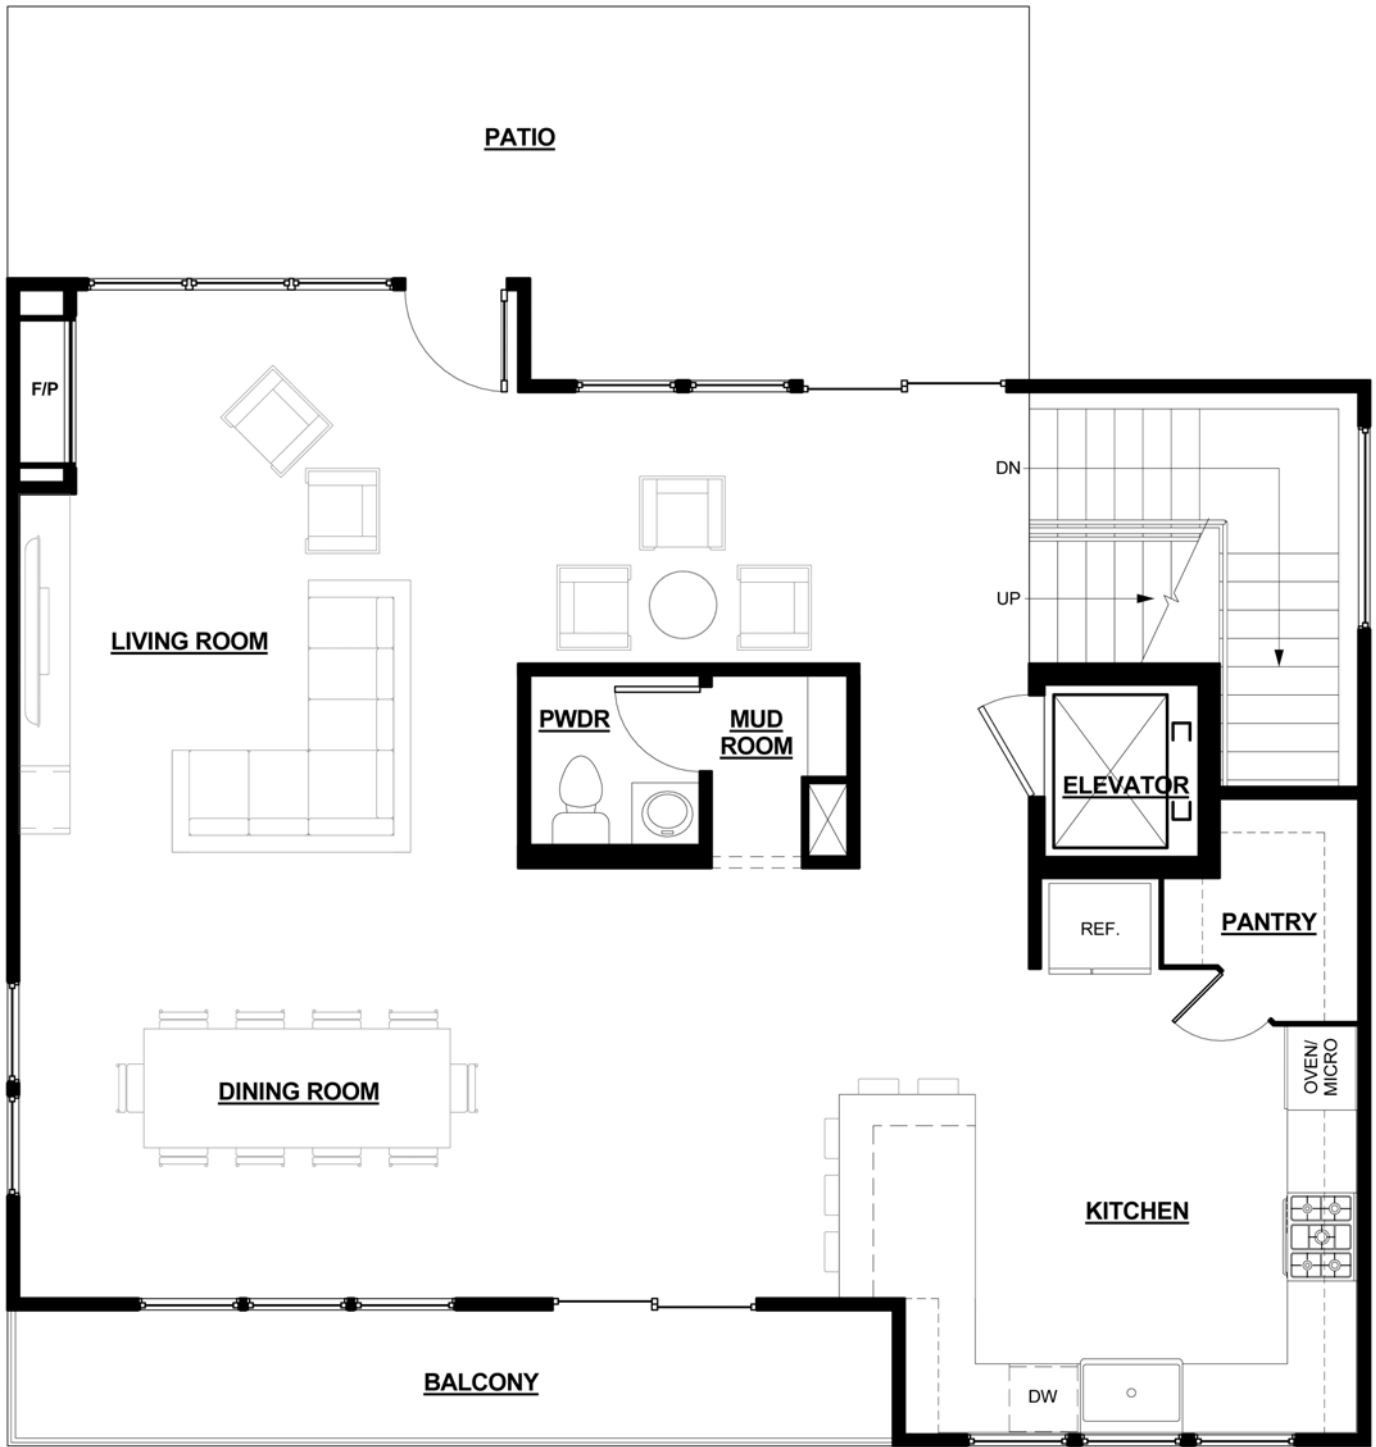 PATIO
F/P
DN
UP
LIVING ROOM
PWDR
MUD
ROOM
ELEVATOR
REF.
PANTRY
OVEN/
MICRO
DINING ROOM
KITCHEN
BALCONY
DW